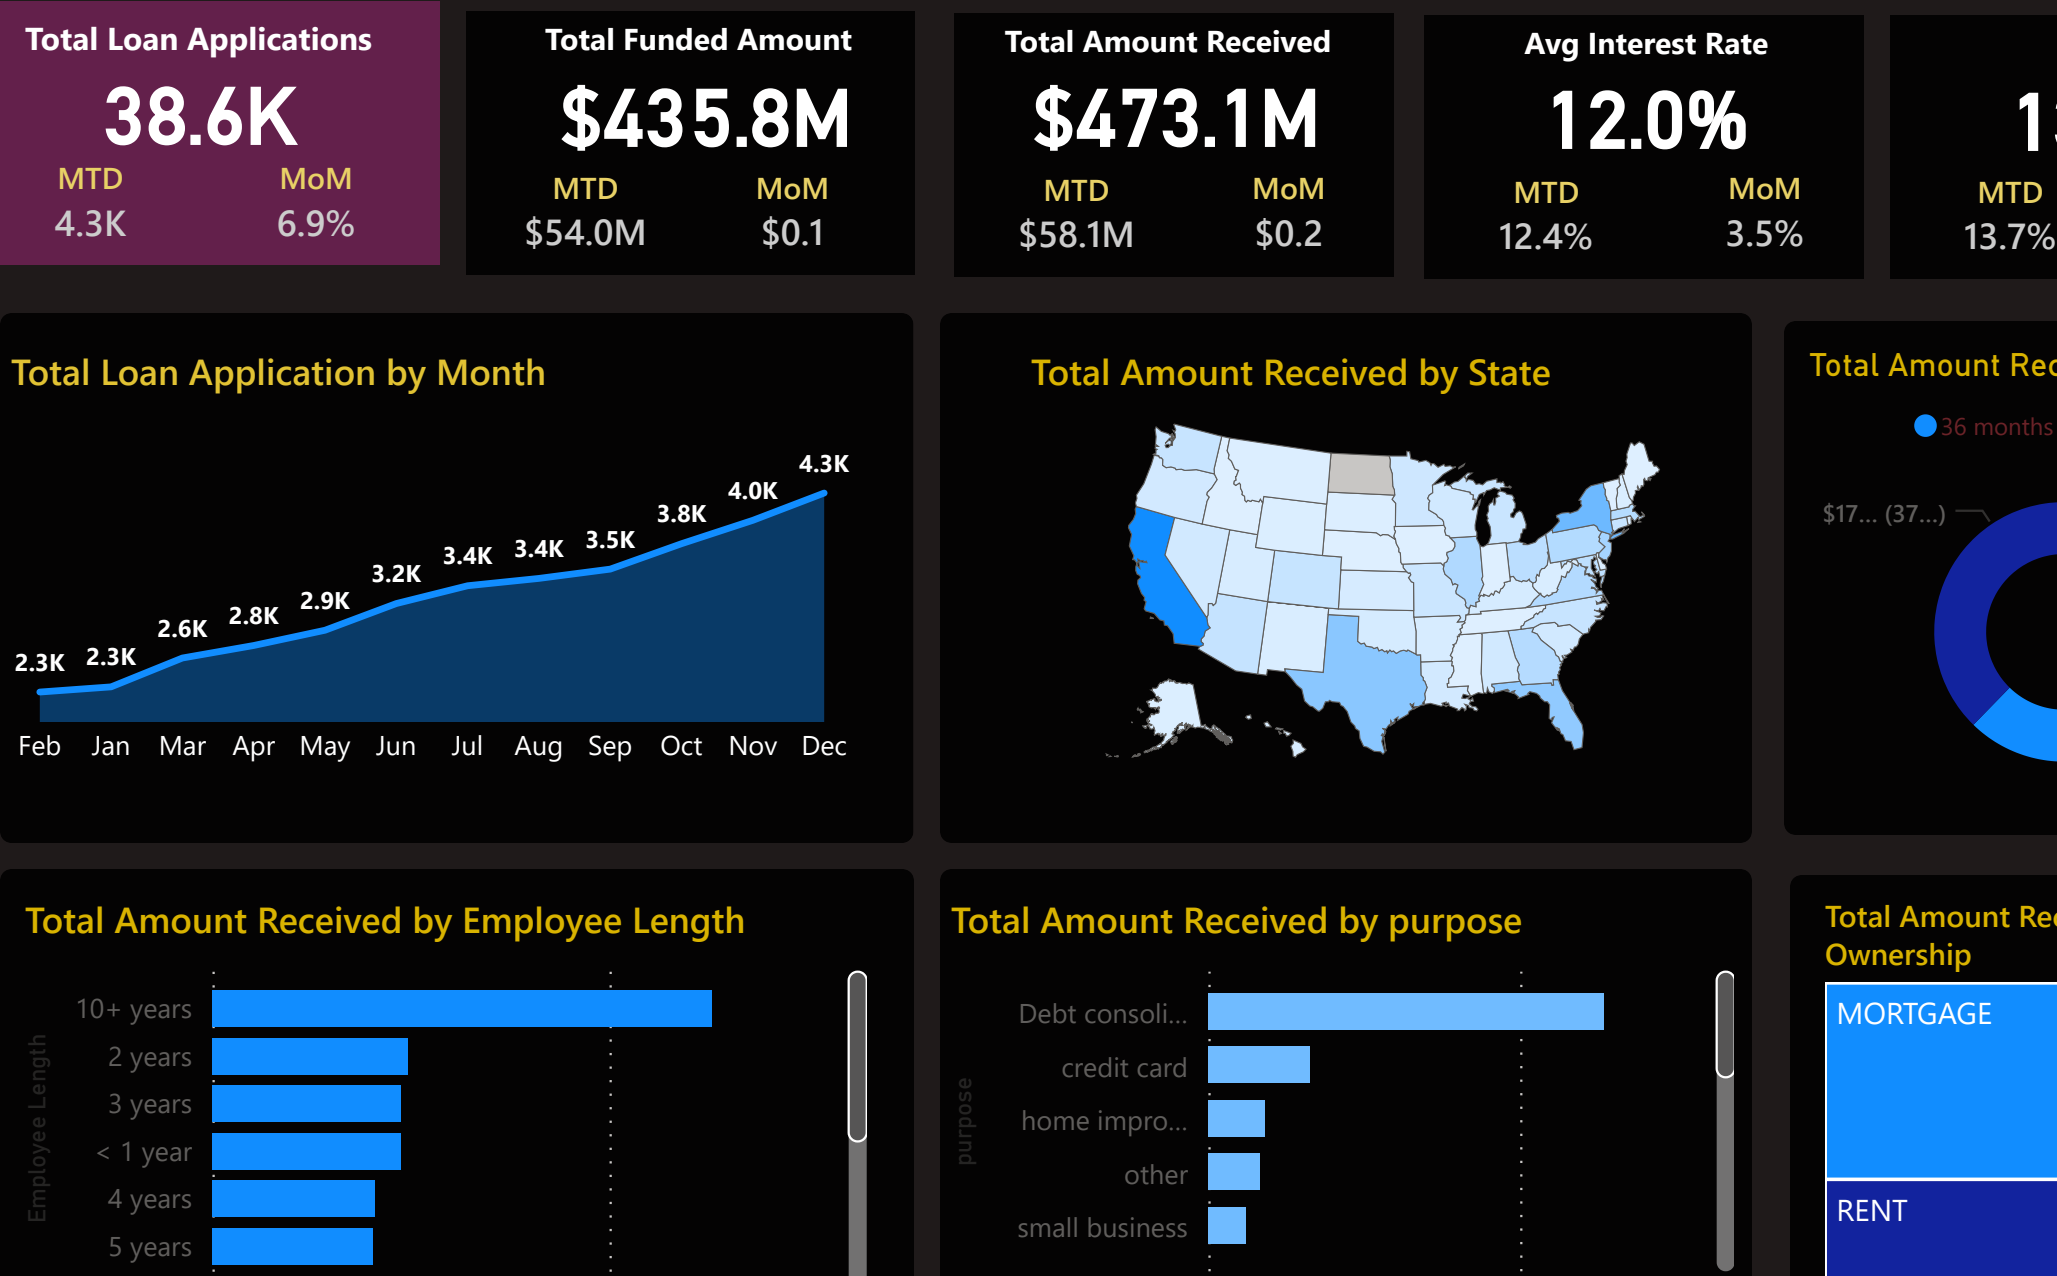 Total Loan Applications
38.6K
MTD MoM
4.3K 6.9%
Total Funded Amount
$435.8M
MTD MoM
$54.0M $0.1
Total Amount Received
$473.1M
MTD MoM
$58.1M $0.2
Avg Interest Rate
12.0%
MTD MoM
12.4% 3.5%
MTD
13.7%
Total Loan Application by Month
2.3K 2.3K 2.6K 2.8K 2.9K 3.2K 3.4K 3.4K 3.5K 3.8K 4.0K 4.3K
Feb Jan Mar Apr May Jun Jul Aug Sep Oct Nov Dec
Total Amount Received by State
Total Amount
36 months
$17... (37...)
Total Amount Received by Employee Length
Employee Length
10+ years
2 years
3 years
< 1 year
4 years
5 years
Total Amount Received by purpose
purpose
Debt consoli...
credit card
home impro...
other
small business
Total Amount
Ownership
MORTGAGE
RENT